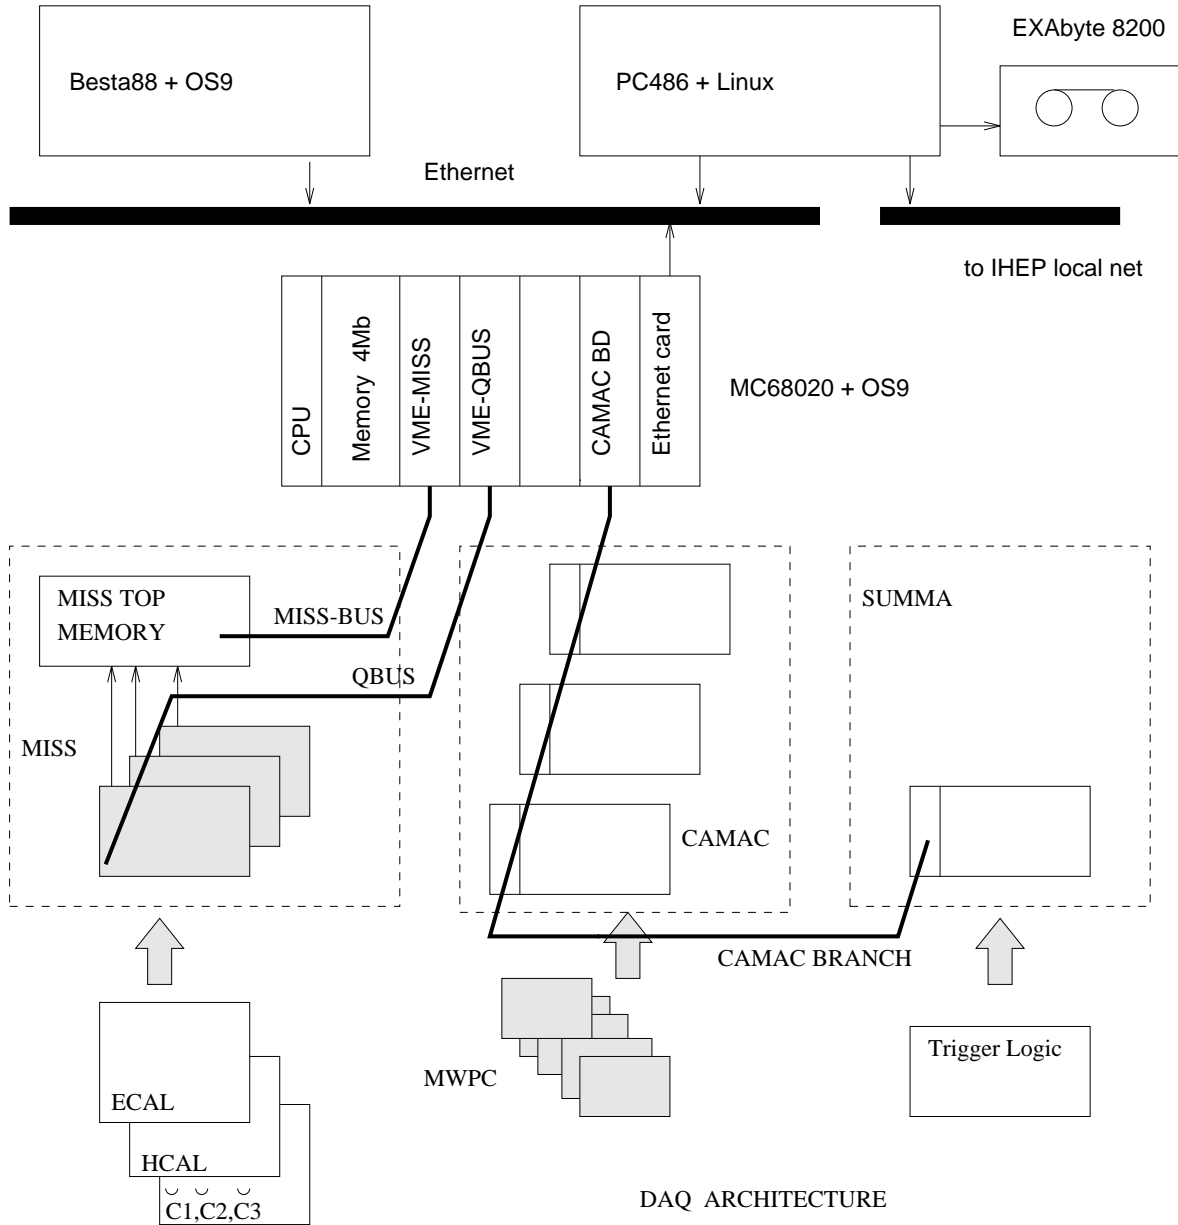 EXAbyte 8200
Besta88 + OS9
PC486 + Linux
Ethernet
to IHEP local net
CPU
Memory 4Mb
VME-MISS
VME-QBUS
CAMAC BD
Ethernet card
MC68020 + OS9
MISS TOP
MEMORY
MISS-BUS
SUMMA
QBUS
MISS
CAMAC
CAMAC BRANCH
Trigger Logic
MWPC
ECAL
HCAL
C1,C2,C3
DAQ ARCHITECTURE